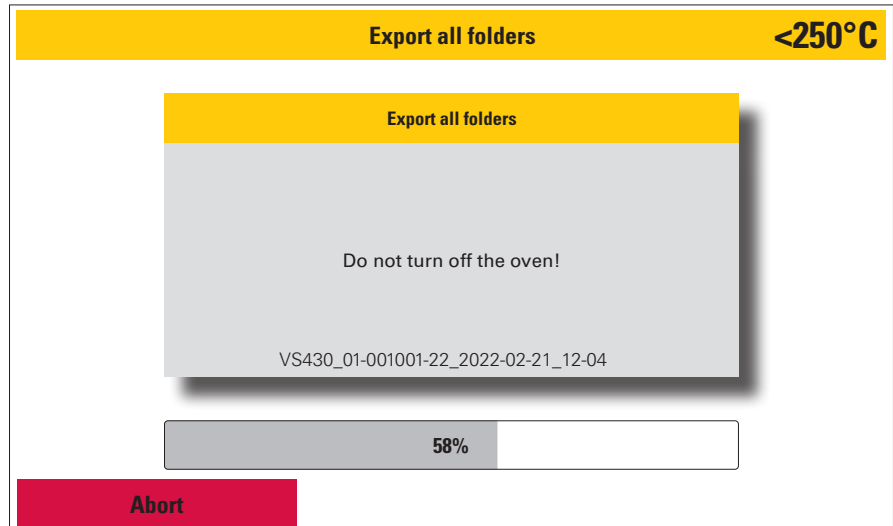 Export all folders
<250°C
Export all folders
Do not turn off the oven!
VS430_01-001001-22_2022-02-21_12-04
58%
Abort